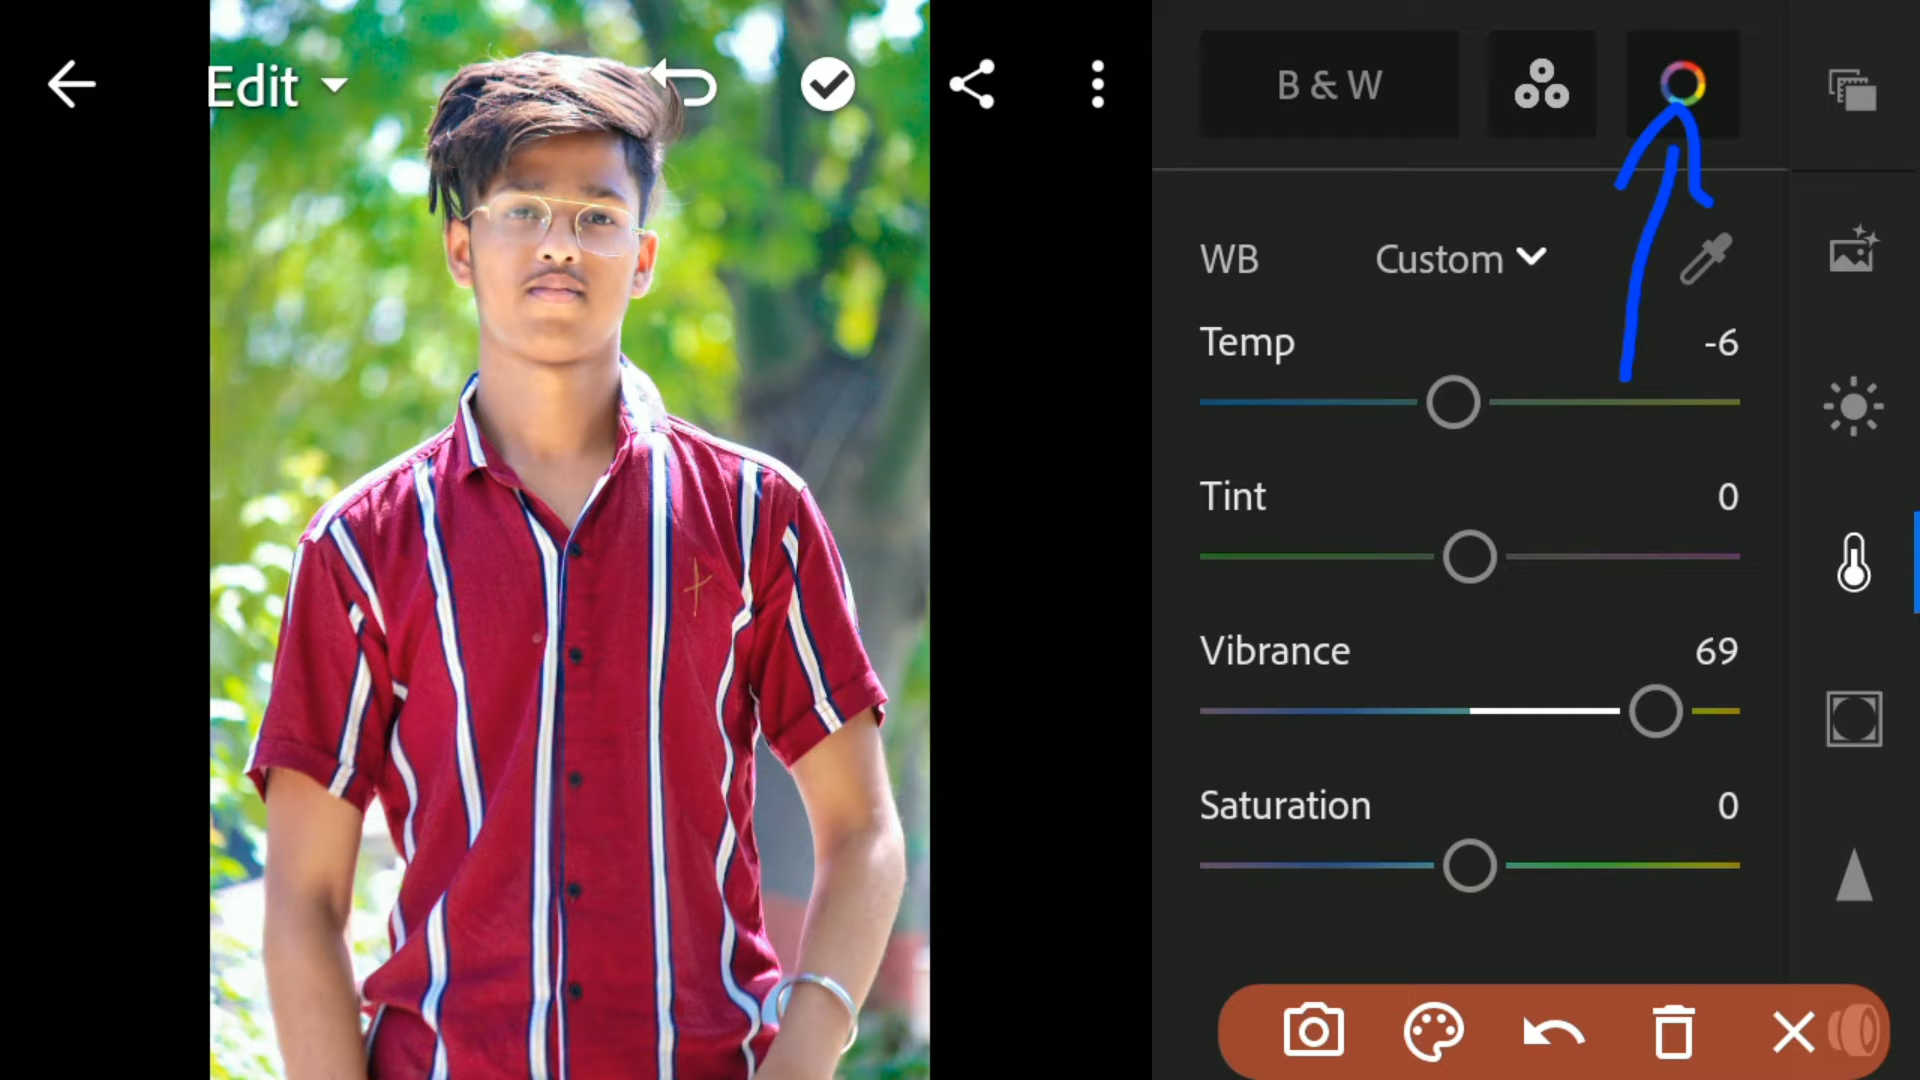 Edit
B & W
WB Custom
Temp -6
Tint 0
Vibrance 69
Saturation 0